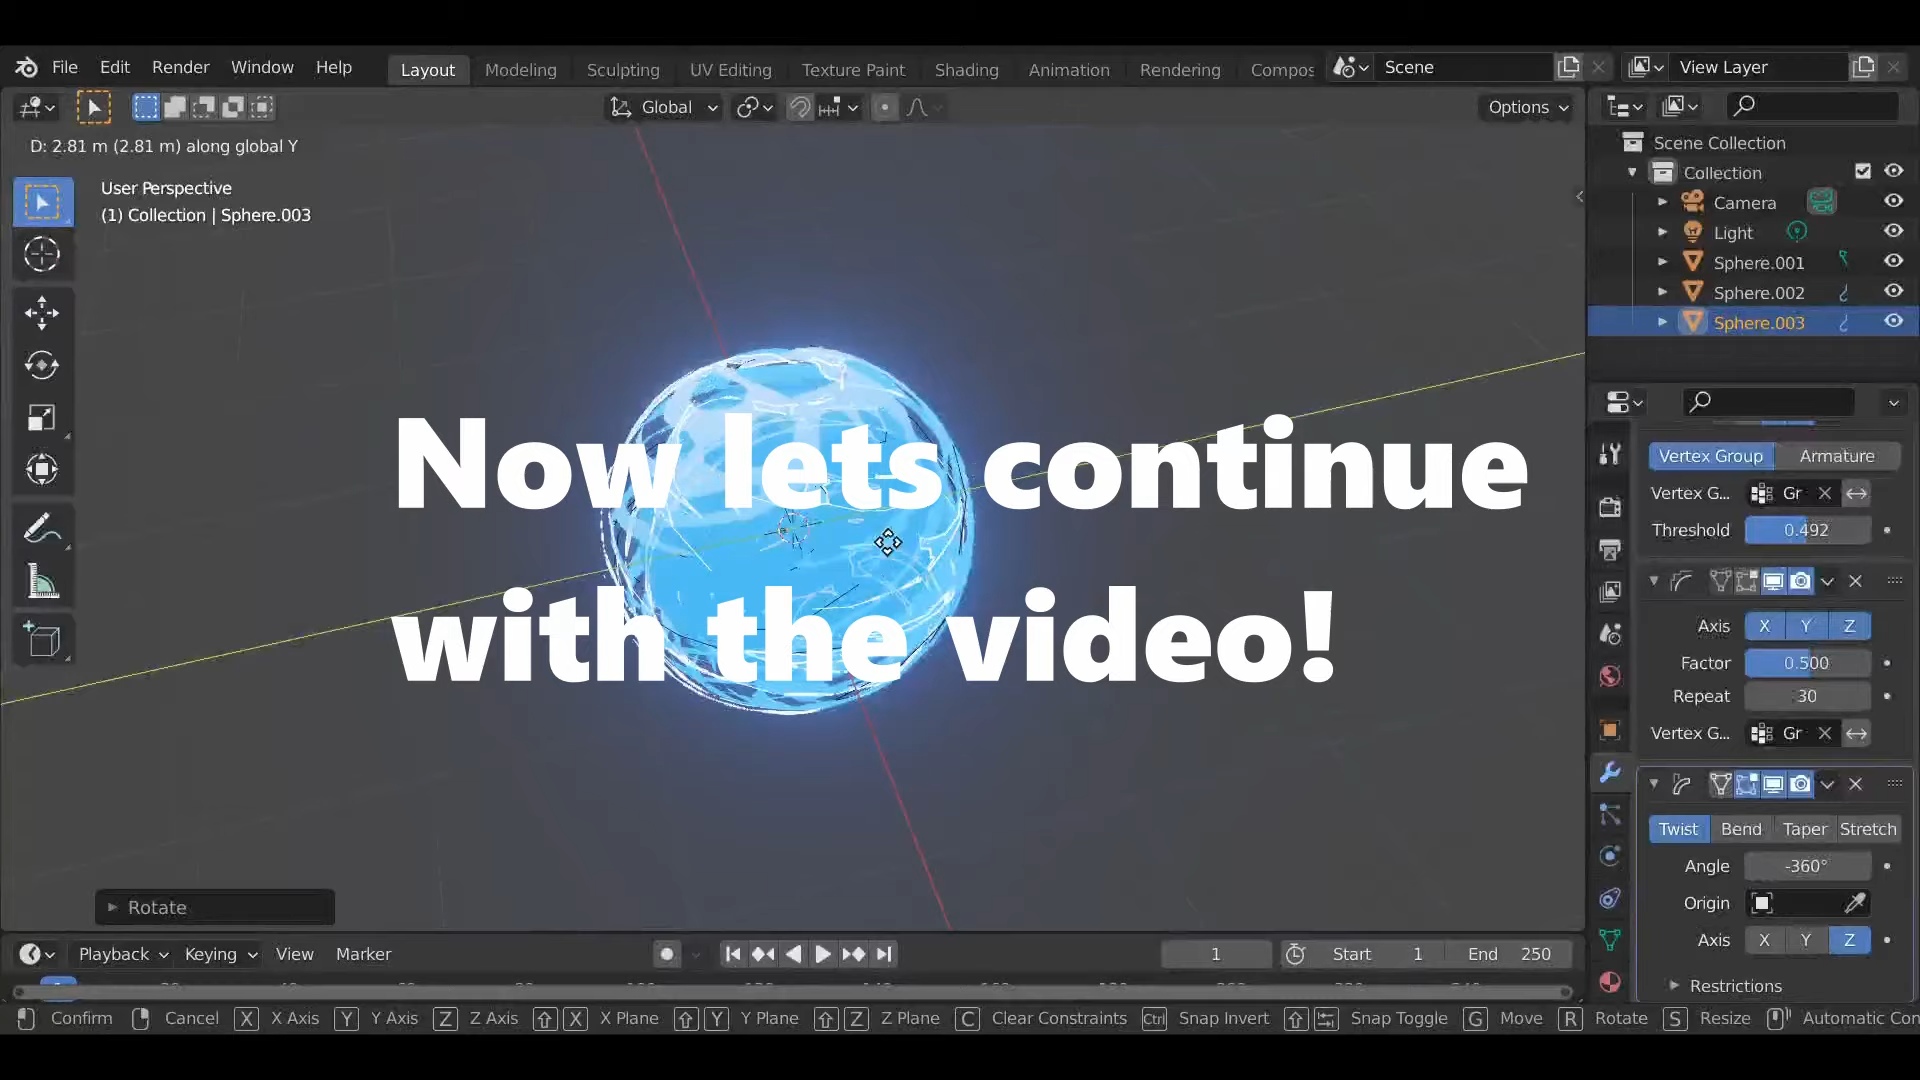 File Edit Render Window Help Layout Modeling Sculpting UV Editing Texture Paint Shading Animation Rendering Compos Scene View Layer
Global Options
D: 2.81 m (2.81 m) along global Y
User Perspective
(1) Collection | Sphere.003
Scene Collection
Collection
Camera
Light
Sphere.001
Sphere.002
Sphere.003
Now lets continue
with the video!
Vertex Group Armature
Vertex G... Gr
Threshold 0.492
Axis X Y Z
Factor 0.500
Repeat 30
Vertex G... Gr
Twist Bend Taper Stretch
Angle -360°
Origin
Axis X Y Z
Restrictions
Rotate
Playback Keying View Marker 1 Start 1 End 250
Confirm Cancel X X Axis Y Y Axis Z Z Axis X X Plane Y Y Plane Z Z Plane C Clear Constraints Ctrl Snap Invert Snap Toggle G Move R Rotate S Resize Automatic Con